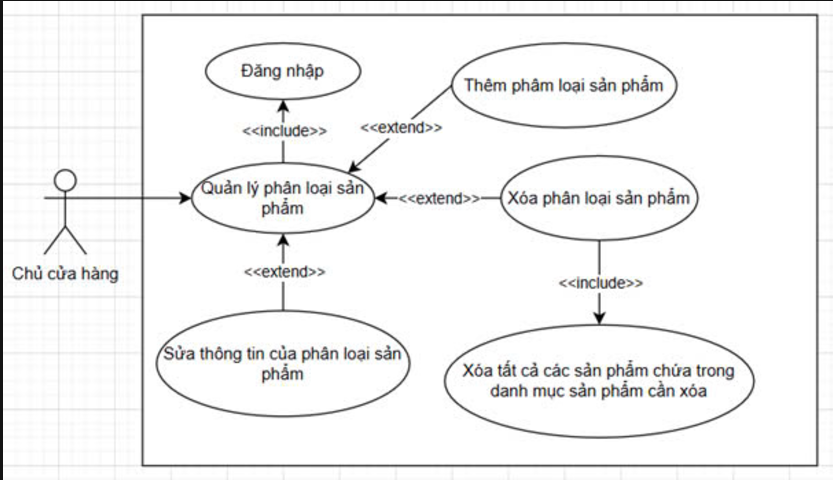 Đăng nhập
Thêm phâm loại sản phẩm
<<include>>
<<extend>>
Quản lý phân loại sản
phẩm
<<extend>>
Xóa phân loại sản phẩm
Chủ cửa hàng
<<extend>>
<<include>>
Sửa thông tin của phân loại sản
phẩm
Xóa tất cả các sản phẩm chứa trong
danh mục sản phẩm cần xóa